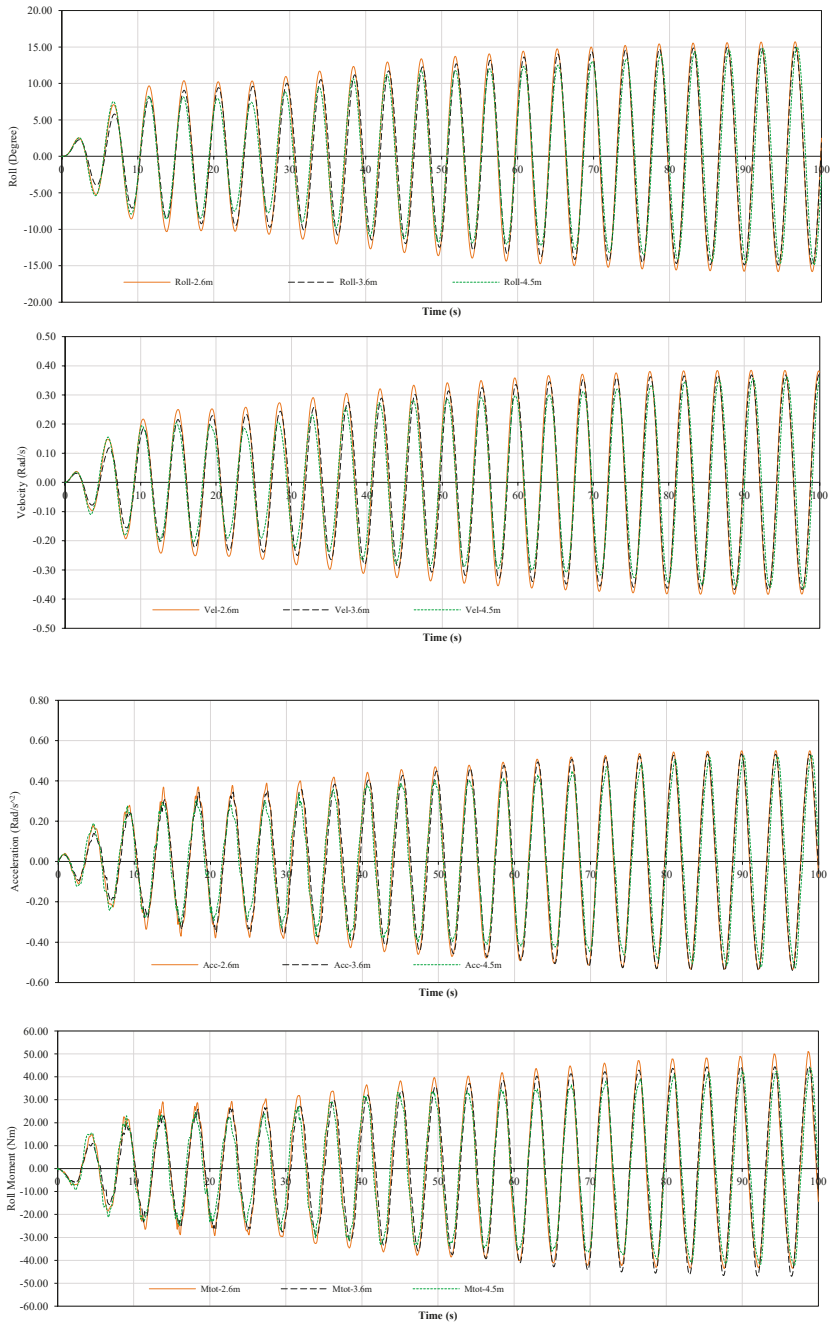 20.00
15.00
10.00
5.00
0.00
-5.00
-10.00
-15.00
-20.00
Roll (Degree)
0 10 20 30 40 50 60 70 80 90 100
Roll-2.6m Roll-3.6m Roll-4.5m
Time (s)
0.50
0.40
0.30
0.20
0.10
0.00
-0.10
-0.20
-0.30
-0.40
-0.50
Velocity (Rad/s)
0 10 20 30 40 50 60 70 80 90 100
Vel-2.6m Vel-3.6m Vel-4.5m
Time (s)
0.80
0.60
0.40
0.20
0.00
-0.20
-0.40
-0.60
Acceleration (Rad/s^2)
0 10 20 30 40 50 60 70 80 90 100
Acc-2.6m Acc-3.6m Acc-4.5m
Time (s)
60.00
50.00
40.00
30.00
20.00
10.00
0.00
-10.00
-20.00
-30.00
-40.00
-50.00
-60.00
Roll Moment (Nm)
0 10 20 30 40 50 60 70 80 90 100
Mtot-2.6m Mtot-3.6m Mtot-4.5m
Time (s)